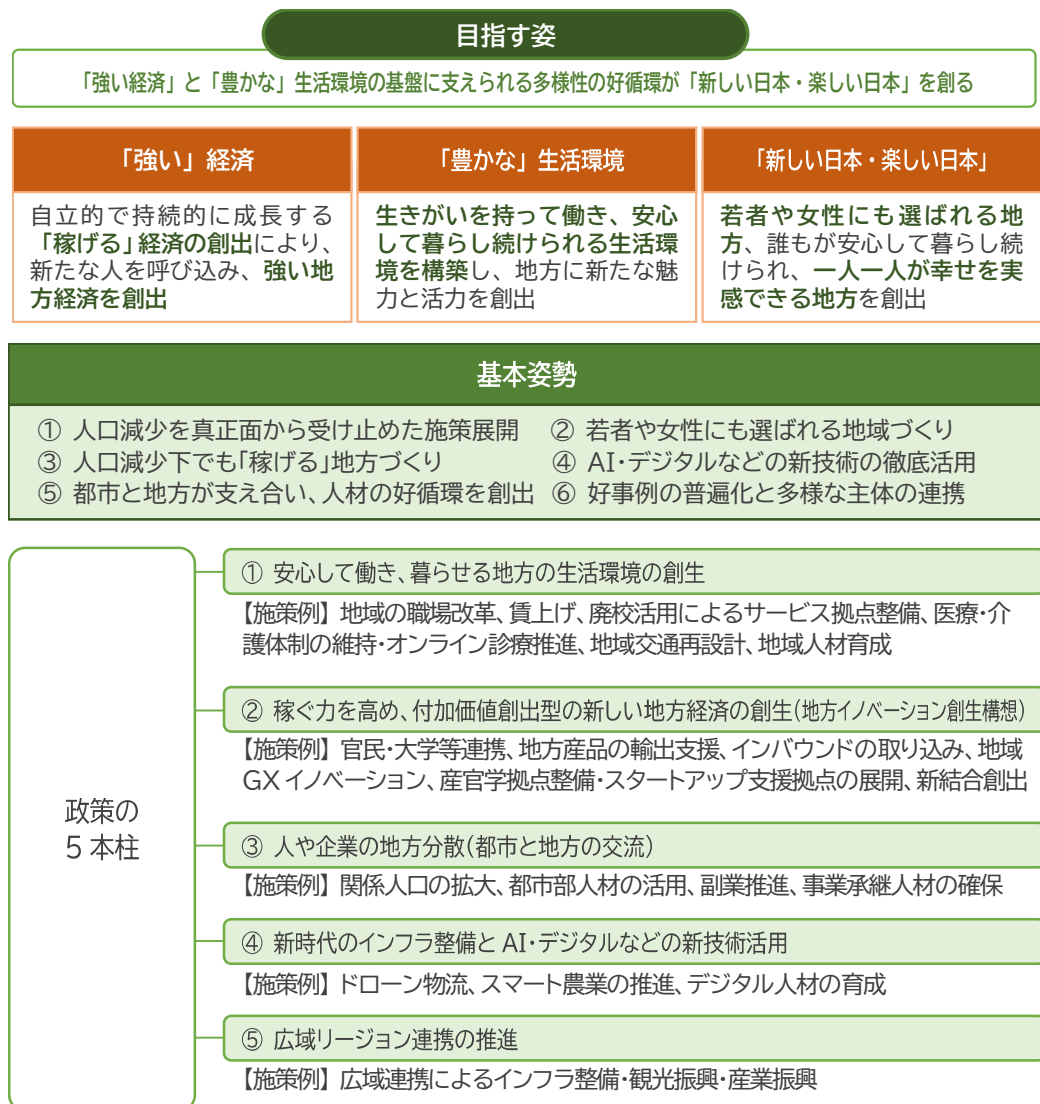 目指す姿
「強い経済」と「豊かな」生活環境の基盤に支えられる多様性の好循環が「新しい日本・楽しい日本」を創る
「強い」経済
自立的で持続的に成長する
「稼げる」経済の創出により、
新たな人を呼び込み、強い地
方経済を創出
「豊かな」生活環境
生きがいを持って働き、安心
して暮らし続けられる生活環
境を構築し、地方に新たな魅
力と活力を創出
「新しい日本・楽しい日本」
若者や女性にも選ばれる地
方、誰もが安心して暮らし続
けられ、一人一人が幸せを実
感できる地方を創出
基本姿勢
① 人口減少を真正面から受け止めた施策展開 ② 若者や女性にも選ばれる地域づくり
③ 人口減少下でも「稼げる」地方づくり ④ AI・デジタルなどの新技術の徹底活用
⑤ 都市と地方が支え合い、人材の好循環を創出 ⑥ 好事例の普遍化と多様な主体の連携
政策の
5 本柱
① 安心して働き、暮らせる地方の生活環境の創生
【施策例】地域の職場改革、賃上げ、廃校活用によるサービス拠点整備、医療・介
護体制の維持・オンライン診療推進、地域交通再設計、地域人材育成
② 稼ぐ力を高め、付加価値創出型の新しい地方経済の創生(地方イノベーション創生構想)
【施策例】官民・大学等連携、地方産品の輸出支援、インバウンドの取り込み、地域
GX イノベーション、産官学拠点整備・スタートアップ支援拠点の展開、新結合創出
③ 人や企業の地方分散(都市と地方の交流)
【施策例】関係人口の拡大、都市部人材の活用、副業推進、事業承継人材の確保
④ 新時代のインフラ整備と AI・デジタルなどの新技術活用
【施策例】ドローン物流、スマート農業の推進、デジタル人材の育成
⑤ 広域リージョン連携の推進
【施策例】広域連携によるインフラ整備・観光振興・産業振興